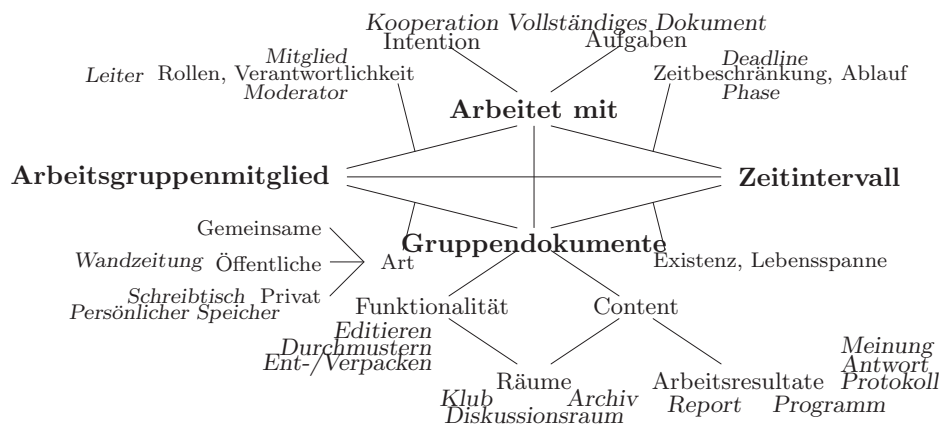 Kooperation Vollständiges Dokument
Intention Aufgaben
Mitglied
Leiter Rollen, Verantwortlichkeit
Moderator
Deadline
Zeitbeschränkung, Ablauf
Phase
Arbeitet mit
Arbeitsgruppenmitglied
Zeitintervall
Gemeinsame
Wandzeitung Öffentliche
Schreibtisch Privat
Persönlicher Speicher
Art
Gruppendokumente
Existenz, Lebensspanne
Funktionalität
Content
Editieren
Durchmustern
Ent-/Verpacken
Räume
Klub Archiv
Diskussionsraum
Arbeitsresultate
Report Programm
Meinung
Antwort
Protokoll